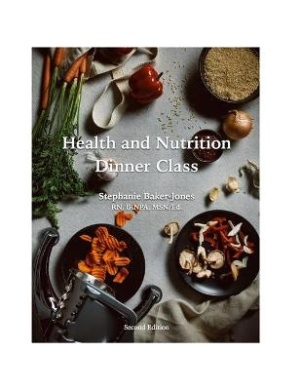 Health and Nutrition
Dinner Class
Stephanie Baker-Jones
Second Edition